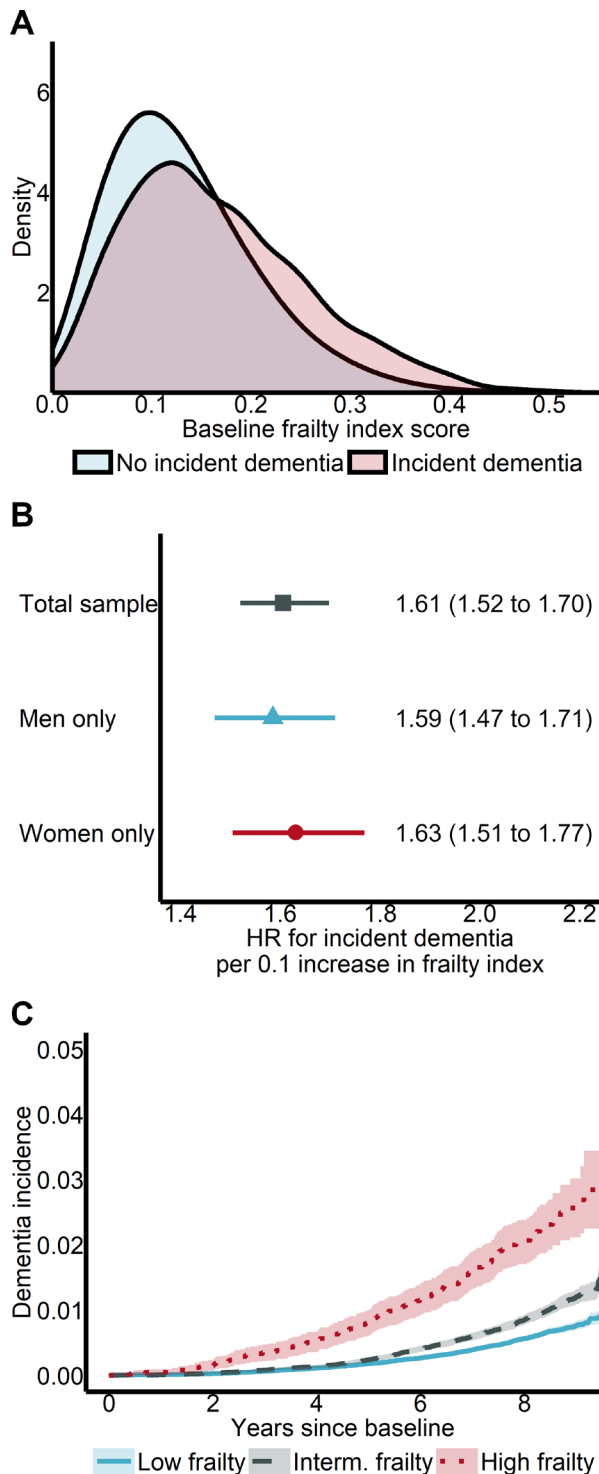 A
6
4
2
Density
0.0 0.1 0.2 0.3 0.4 0.5
Baseline frailty index score
No incident dementia Incident dementia
B
Total sample 1.61 (1.52 to 1.70)
Men only 1.59 (1.47 to 1.71)
Women only 1.63 (1.51 to 1.77)
1.4 1.6 1.8 2.0 2.2
HR for incident dementia
per 0.1 increase in frailty index
C
0.05
0.04
0.03
0.02
0.01
0.00
Dementia incidence
0 2 4 6 8
Years since baseline
Low frailty Interm. frailty High frailty